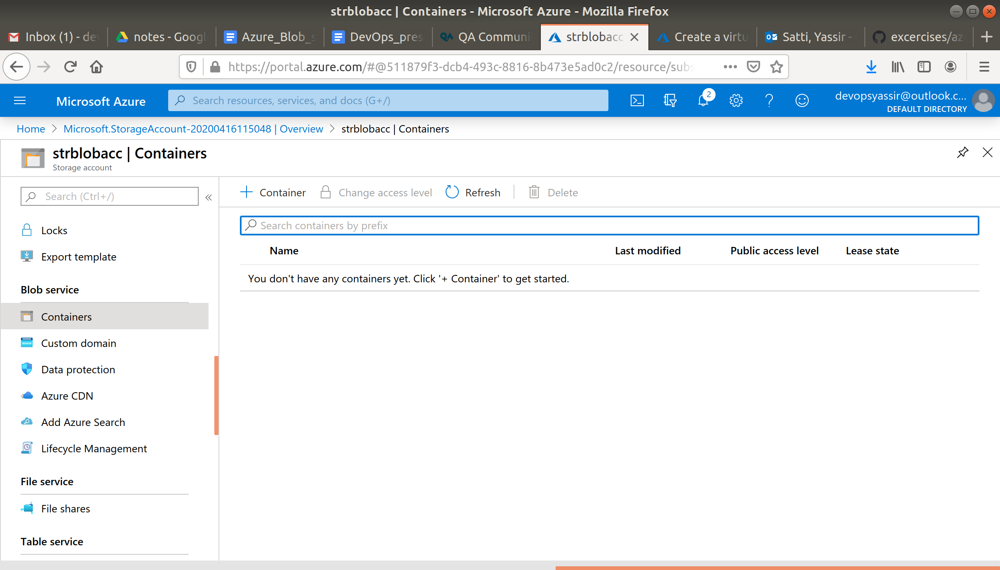 strblobacc | Containers - Microsoft Azure - Mozilla Firefox
Inbox (1) - dev
notes - Googl
Azure_Blob_s
DevOps_pres
QA Communi
strblobacc
Create a virtu
Satti, Yassir -
excercises/az
https://portal.azure.com/#@511879f3-dcb4-493c-8816-8b473e5ad0c2/resource/subs
Microsoft Azure
Search resources, services, and docs (G+/)
2
devopsyassir@outlook.c...
DEFAULT DIRECTORY
Home > Microsoft.StorageAccount-20200416115048 | Overview > strblobacc | Containers
strblobacc | Containers
Storage account
Search (Ctrl+/)
«
Locks
Export template
Blob service
Containers
Custom domain
Data protection
Azure CDN
Add Azure Search
Lifecycle Management
File service
File shares
Table service
Container
Change access level
Refresh
Delete
Search containers by prefix
Name Last modified Public access level Lease state
You don't have any containers yet. Click '+ Container' to get started.